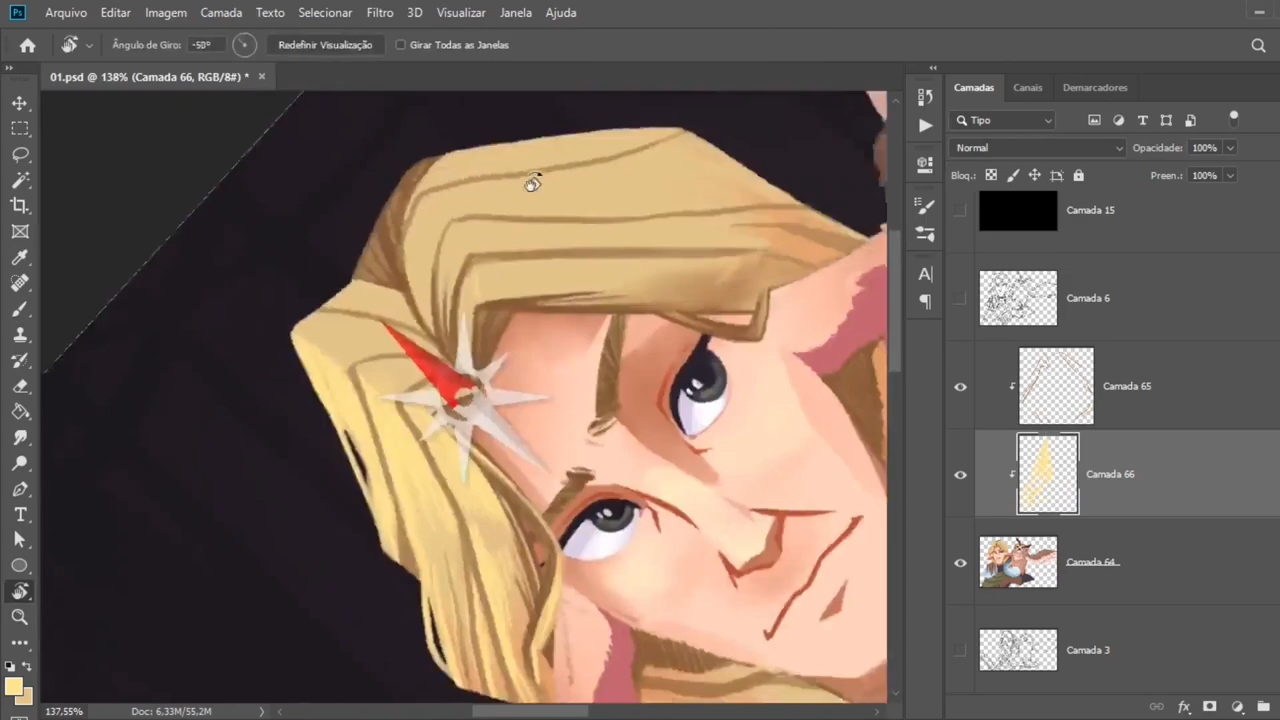 Ps Arquivo Editar Imagem Camada Texto Selecionar Filtro 3D Visualizar Janela Ajuda
Ângulo de Giro: -50° Redefinir Visualização Girar Todas as Janelas
01.psd @ 138% (Camada 66, RGB/8#) * ×
Camadas Canais Demarcadores
Tipo
Normal Opacidade: 100%
Bloq.: Preen.: 100%
Camada 15
Camada 6
Camada 65
Camada 66
Camada 64
Camada 3
137,55% Doc: 6,33M/55,2M